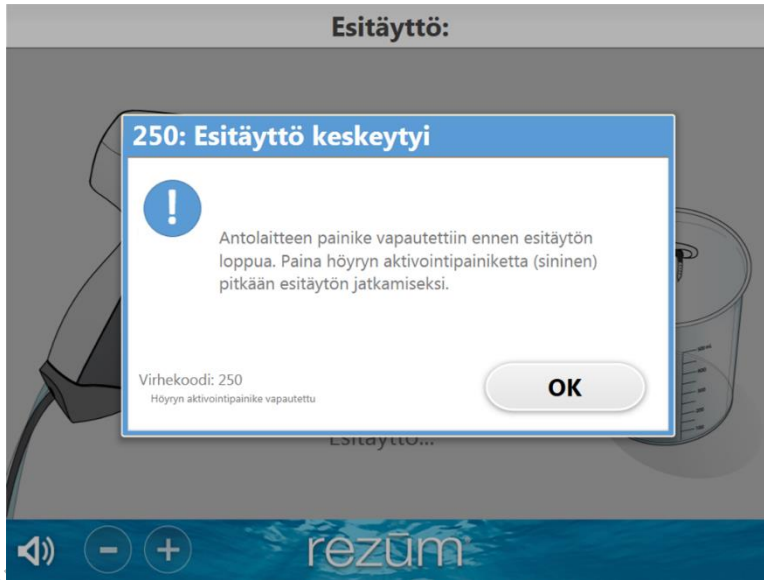 Esitäyttö:
250: Esitäyttö keskeytyi
Antolaitteen painike vapautettiin ennen esitäytön
loppua. Paina höyryn aktivointipainiketta (sininen)
pitkään esitäytön jatkamiseksi.
Virhekoodi: 250
Höyryn aktivointipainike vapautettu
OK
Esitäyttö...
rezūm